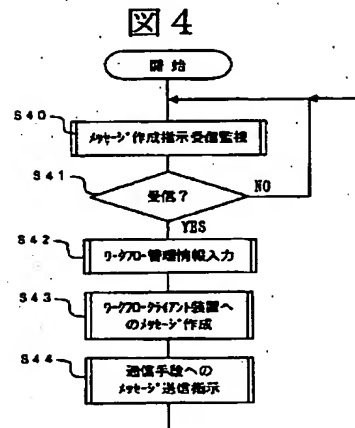 図4
開始
S40
メッセージ作成指示受信監視
S41
受信?
NO
YES
S42
ワークフロー管理情報入力
S43
ワークフロークライアント装置へ
のメッセージ作成
S44
通信手段への
メッセージ送信指示